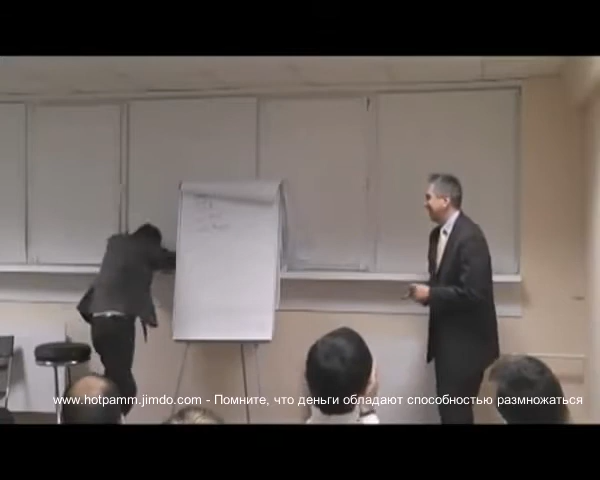 www.hotpamm.jimdo.com - Помните, что деньги обладают способностью размножаться